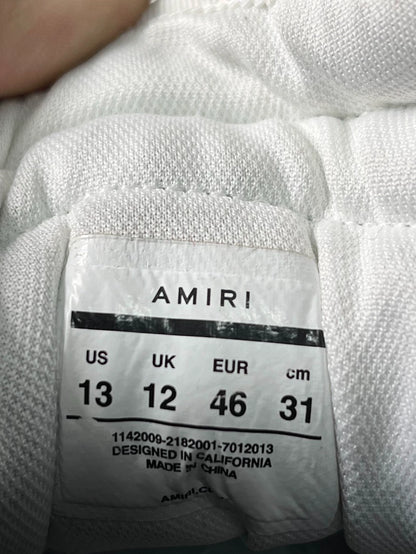 AMIRI
US UK EUR cm
13 12 46 31
1142009-2182001-7012013
DESIGNED IN CALIFORNIA
MADE IN CHINA